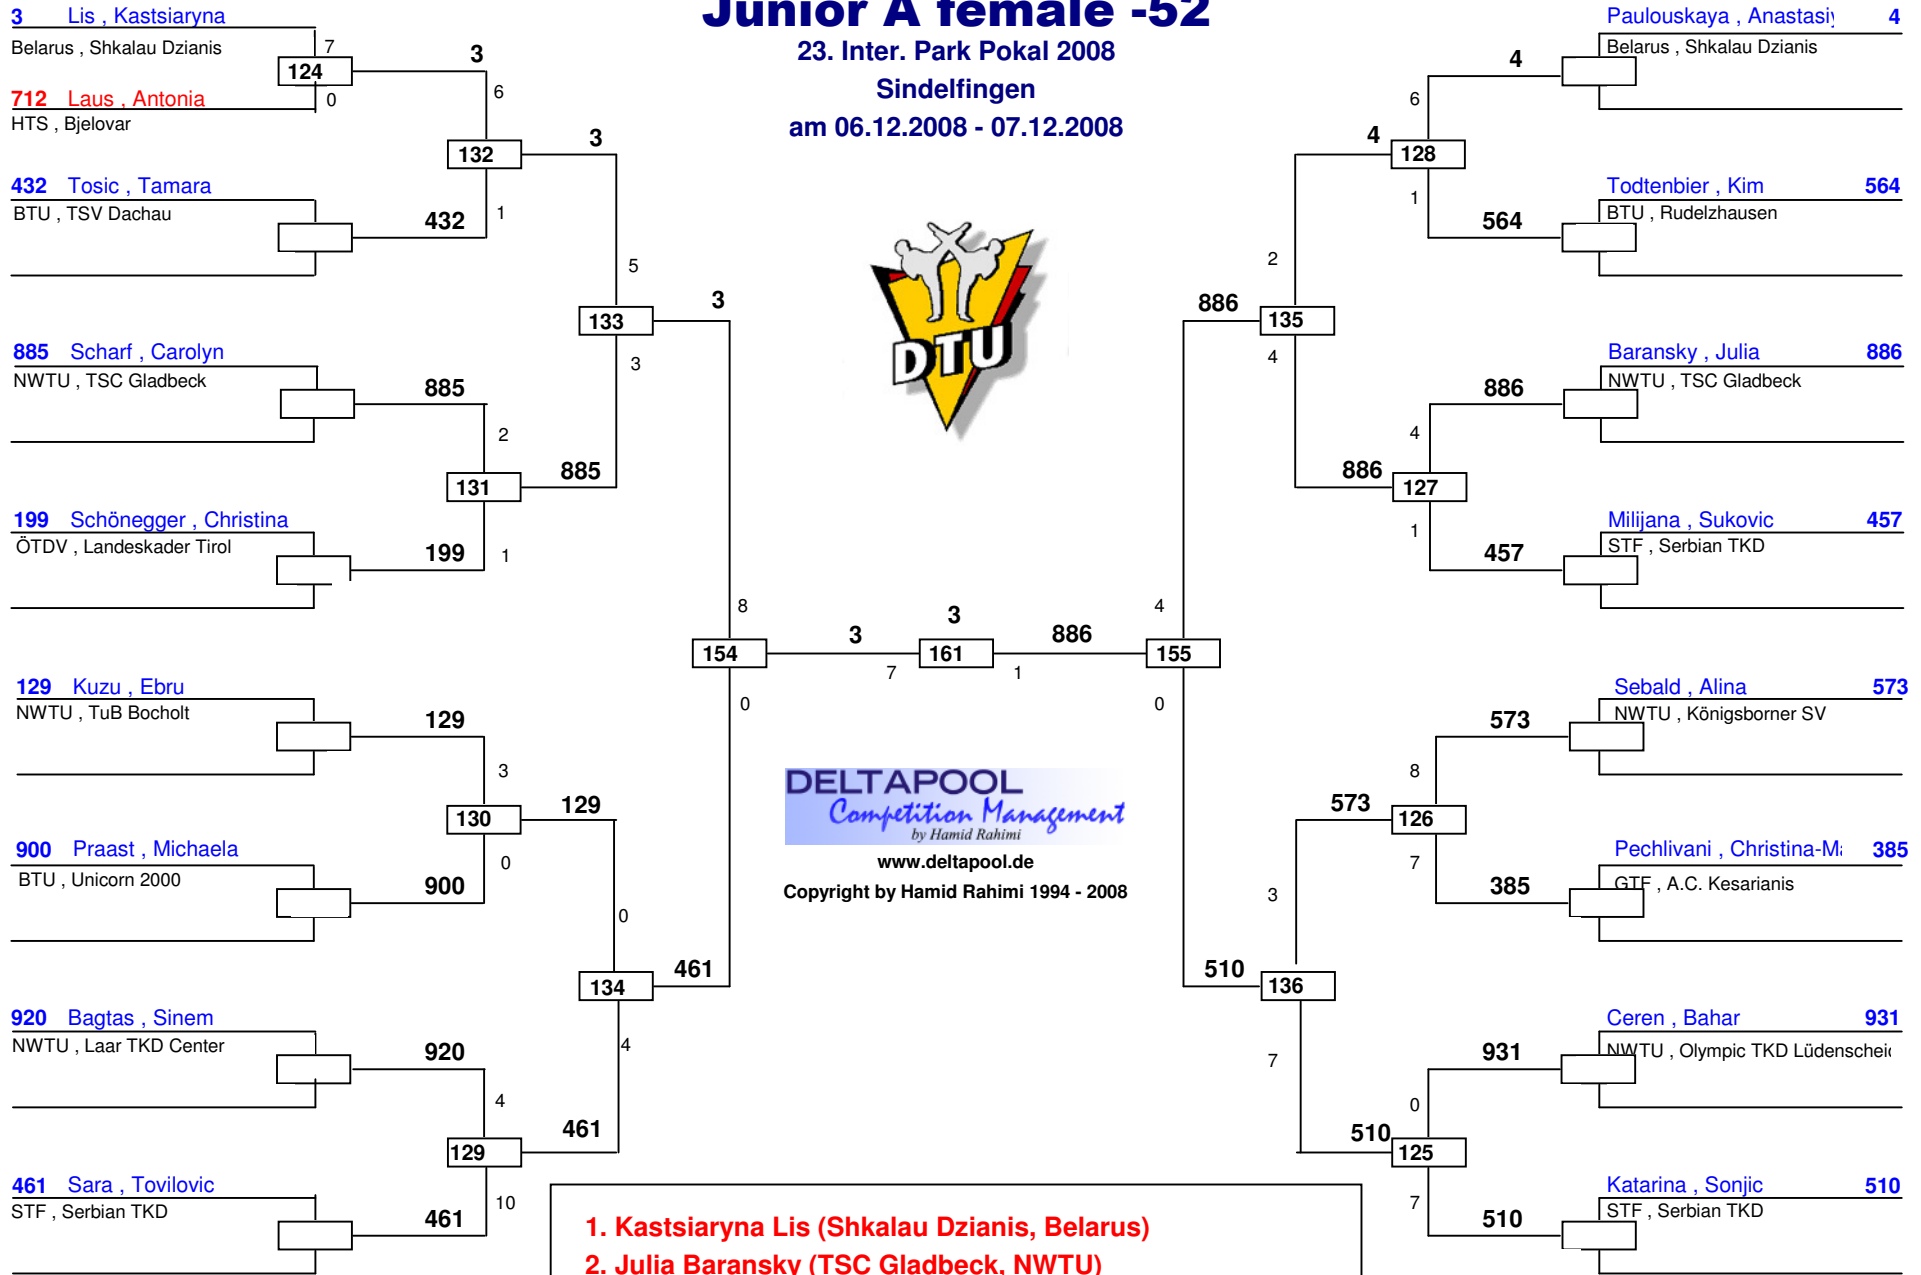 Junior A female -52
23. Inter. Park Pokal 2008
Sindelfingen
am 06.12.2008 - 07.12.2008
3 Lis , Kastsiaryna
Belarus , Shkalau Dzianis
7
124
3
712 Laus , Antonia
0
HTS , Bjelovar
6
132
3
432 Tosic , Tamara
BTU , TSV Dachau
432
1
5
133
3
3
885 Scharf , Carolyn
NWTU , TSC Gladbeck
885
2
131
885
199 Schönegger , Christina
ÖTDV , Landeskader Tirol
199
1
8
154
3
7
0
129 Kuzu , Ebru
NWTU , TuB Bocholt
129
3
130
129
900 Praast , Michaela
BTU , Unicorn 2000
900
0
0
134
461
4
920 Bagtas , Sinem
NWTU , Laar TKD Center
920
4
129
461
461 Sara , Tovilovic
STF , Serbian TKD
461
10
DTU
3
161
DELTAPOOL
Competition Management
by Hamid Rahimi
www.deltapool.de
Copyright by Hamid Rahimi 1994 - 2008
Paulouskaya , Anastasiy 4
Belarus , Shkalau Dzianis
4
6
4
128
Todtenbier , Kim 564
BTU , Rudelzhausen
1
564
2
886
135
4
Baransky , Julia 886
NWTU , TSC Gladbeck
886
4
886
127
Milijana , Sukovic 457
STF , Serbian TKD
1
457
4
886
155
1
0
Sebald , Alina 573
NWTU , Königsborner SV
573
8
573
126
Pechlivani , Christina-Ma 385
GTF , A.C. Kesarianis
7
385
3
510
136
7
Ceren , Bahar 931
NWTU , Olympic TKD Lüdenscheid
931
0
510
125
Katarina , Sonjic 510
STF , Serbian TKD
7
510
1. Kastsiaryna Lis (Shkalau Dzianis, Belarus)
2. Julia Baransky (TSC Gladbeck, NWTU)